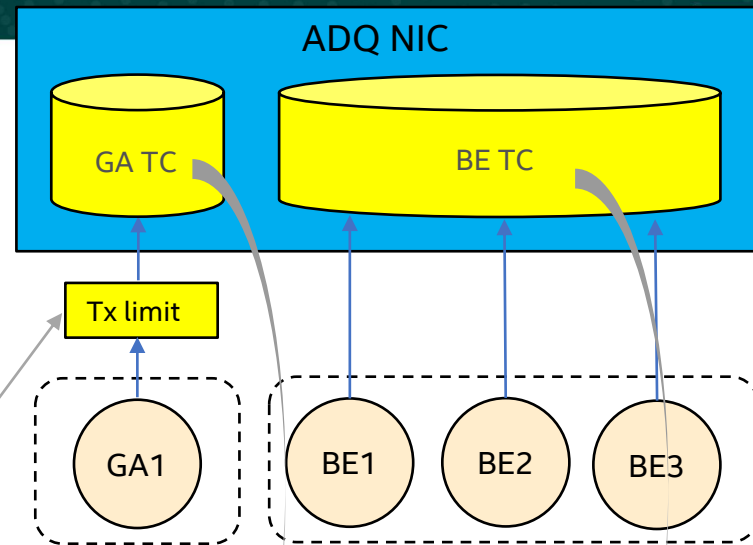 ADQ NIC
GA TC
BE TC
Tx limit
GA1
BE1
BE2
BE3